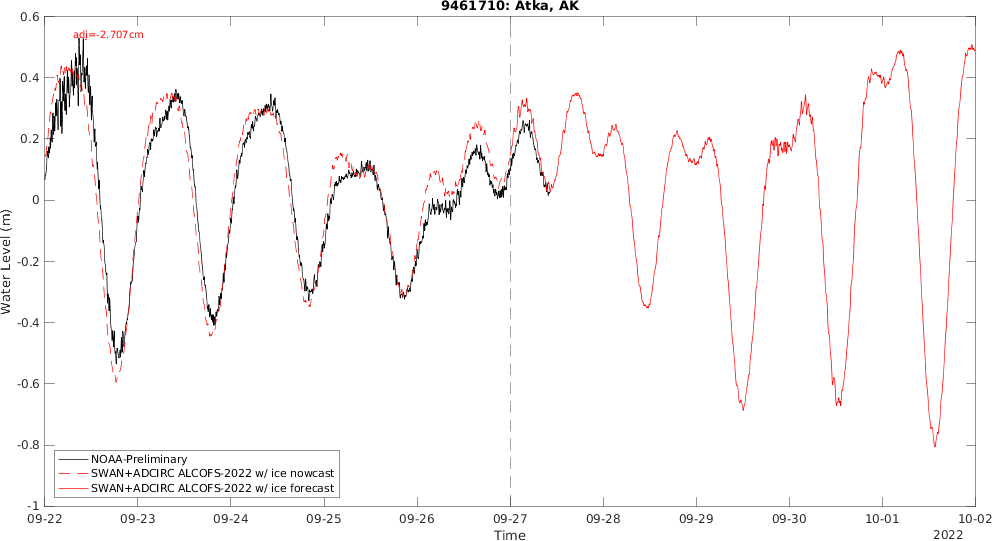 9461710: Atka, AK
adj=-2.707cm
0.6
0.4
0.2
0
-0.2
-0.4
-0.6
-0.8
-1
Water Level (m)
NOAA-Preliminary
SWAN+ADCIRC ALCOFS-2022 w/ ice nowcast
SWAN+ADCIRC ALCOFS-2022 w/ ice forecast
09-22 09-23 09-24 09-25 09-26 09-27 09-28 09-29 09-30 10-01 10-02
Time
2022